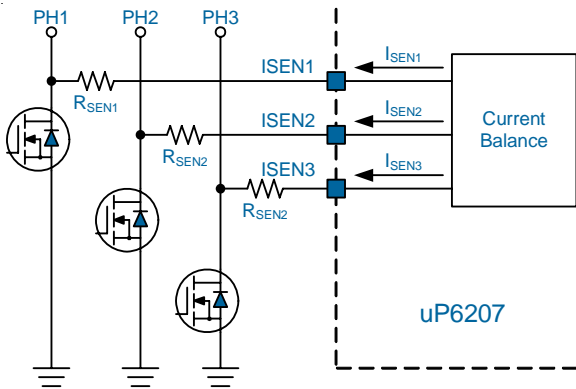 PH1 PH2 PH3
ISEN1 ISEN1
RSEN1
ISEN2 ISEN2
RSEN2
ISEN3 ISEN3
RSEN2
Current
Balance
uP6207